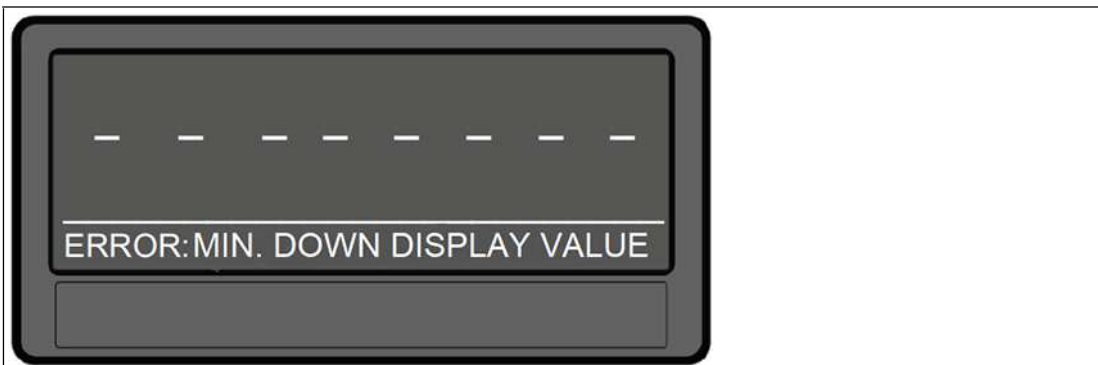 - - - - - - - -
ERROR:MIN. DOWN DISPLAY VALUE